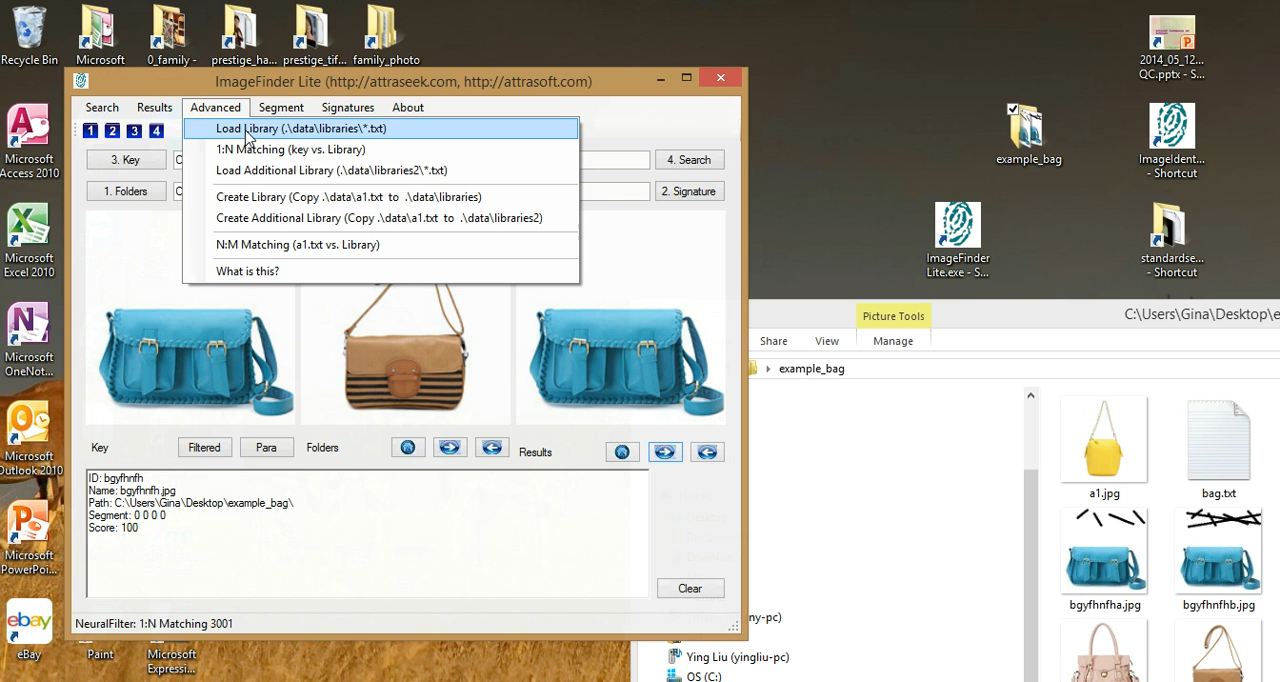 Recycle Bin
Microsoft
0_family -
prestige_ha...
prestige_tif...
family_photo
2014_05_12...
QC.pptx - S...
ImageFinder Lite (http://attraseek.com, http://attrasoft.com)
Search Results Advanced Segment Signatures About
1 2 3 4
Load Library (.\data\libraries\*.txt)
1:N Matching (key vs. Library)
Load Additional Library (.\data\libraries2\*.txt)
Create Library (Copy .\data\a1.txt to .\data\libraries)
Create Additional Library (Copy .\data\a1.txt to .\data\libraries2)
N:M Matching (a1.txt vs. Library)
What is this?
3. Key
C
4. Search
1. Folders
C
2. Signature
Key
Filtered
Para
Folders
Results
ID: bgyfhnfh
Name: bgyfhnfh.jpg
Path: C:\Users\Gina\Desktop\example_bag\
Segment: 0 0 0 0
Score: 100
Clear
NeuralFilter: 1:N Matching 3001
Microsoft
Access 2010
Microsoft
Excel 2010
Microsoft
OneNot...
Microsoft
Outlook 2010
Microsoft
PowerPoi...
ebay
eBay
Paint
Microsoft
Expressi...
example_bag
ImageIdent...
- Shortcut
ImageFinder
Lite.exe - S...
standardse...
- Shortcut
Picture Tools
C:\Users\Gina\Desktop\e
Share View Manage
example_bag
a1.jpg
bag.txt
bgyfhnfha.jpg
bgyfhnfhb.jpg
ny-pc)
Ying Liu (yingliu-pc)
OS (C:)